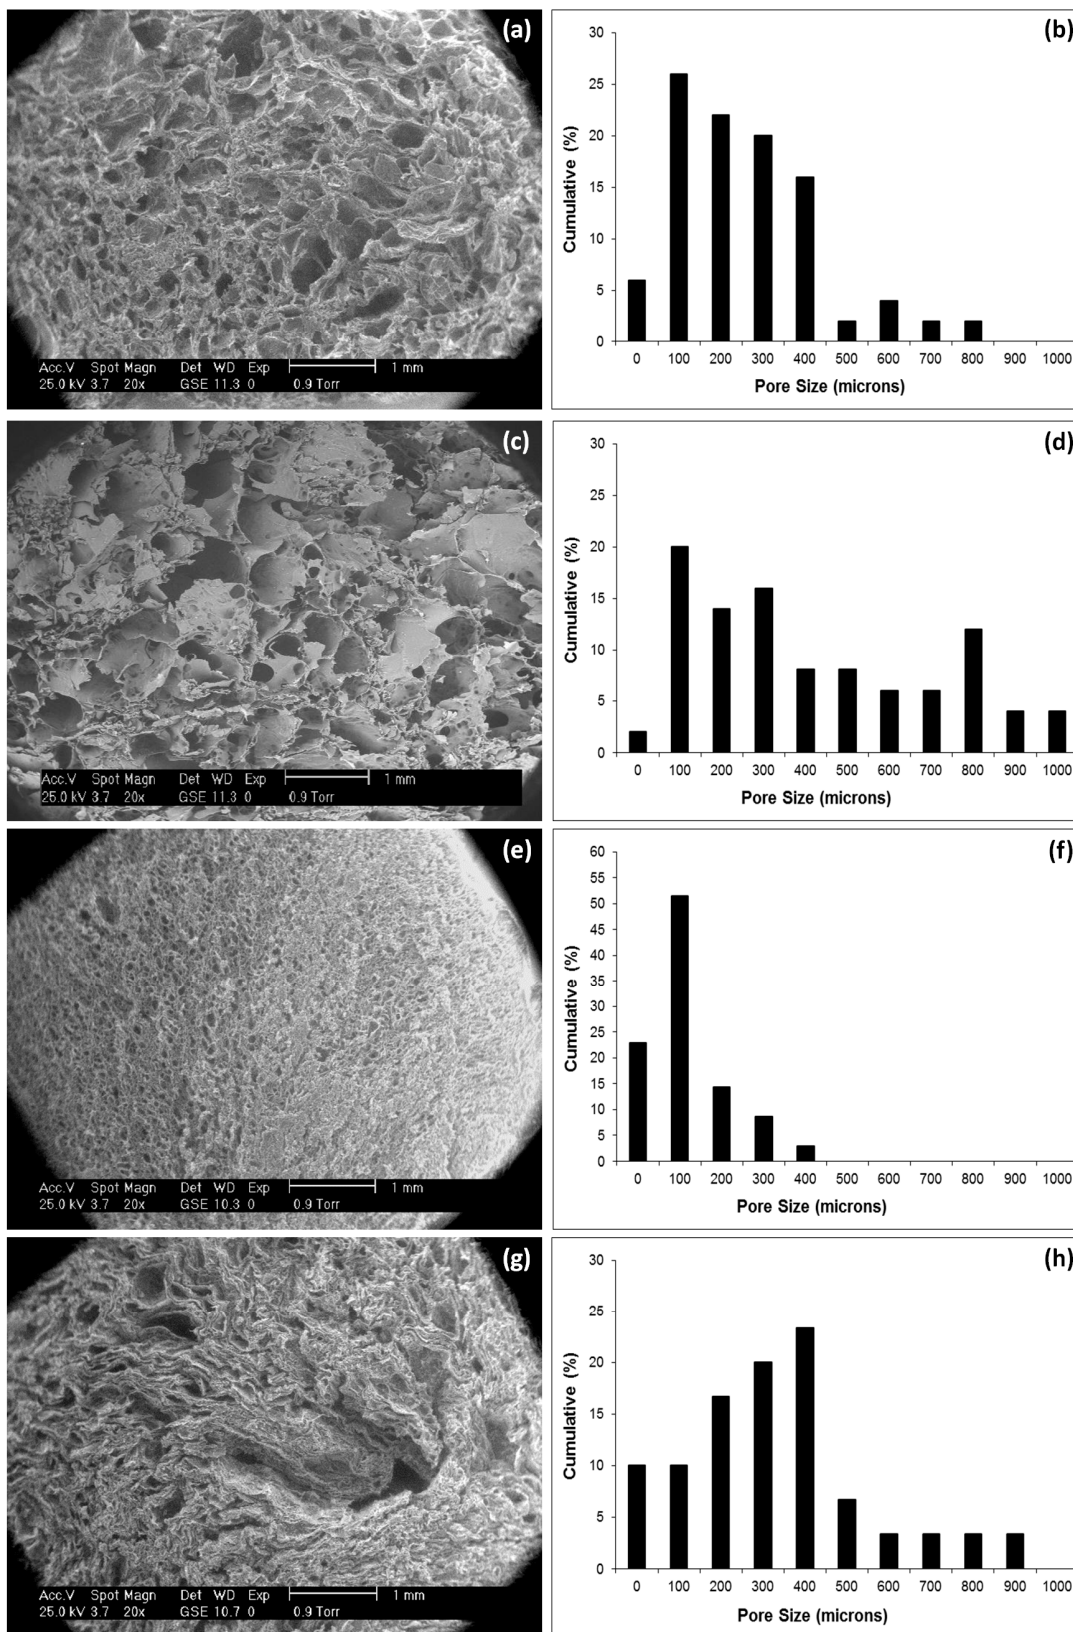 (a)
Acc.V Spot Magn Det WD Exp 1 mm
25.0 kV 3.7 20x GSE 11.3 0 0.9 Torr
(b)
30
25
20
15
10
5
0
Cumulative (%)
0 100 200 300 400 500 600 700 800 900 1000
Pore Size (microns)
(c)
Acc.V Spot Magn Det WD Exp 1 mm
25.0 kV 3.7 20x GSE 11.3 0 0.9 Torr
(d)
30
25
20
15
10
5
0
Cumulative (%)
0 100 200 300 400 500 600 700 800 900 1000
Pore Size (microns)
(e)
Acc.V Spot Magn Det WD Exp 1 mm
25.0 kV 3.7 20x GSE 10.3 0 0.9 Torr
(f)
60
55
50
45
40
35
30
25
20
15
10
5
0
Cumulative (%)
0 100 200 300 400 500 600 700 800 900 1000
Pore Size (microns)
(g)
Acc.V Spot Magn Det WD Exp 1 mm
25.0 kV 3.7 20x GSE 10.7 0 0.9 Torr
(h)
30
25
20
15
10
5
0
Cumulative (%)
0 100 200 300 400 500 600 700 800 900 1000
Pore Size (microns)